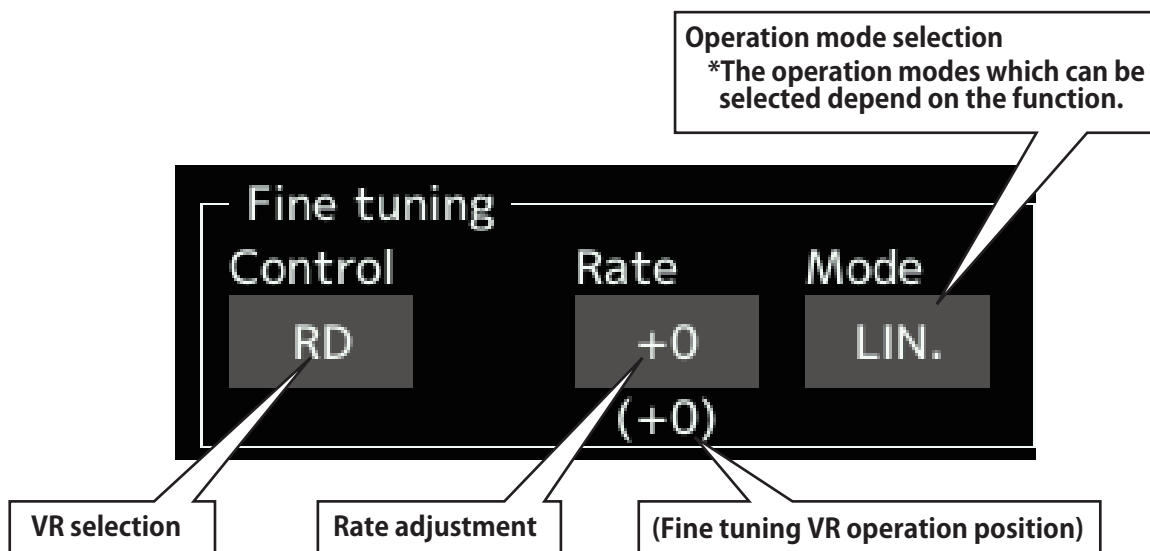 Operation mode selection
*The operation modes which can be
selected depend on the function.
Fine tuning
Control Rate Mode
RD +0 LIN.
(+0)
VR selection Rate adjustment (Fine tuning VR operation position)